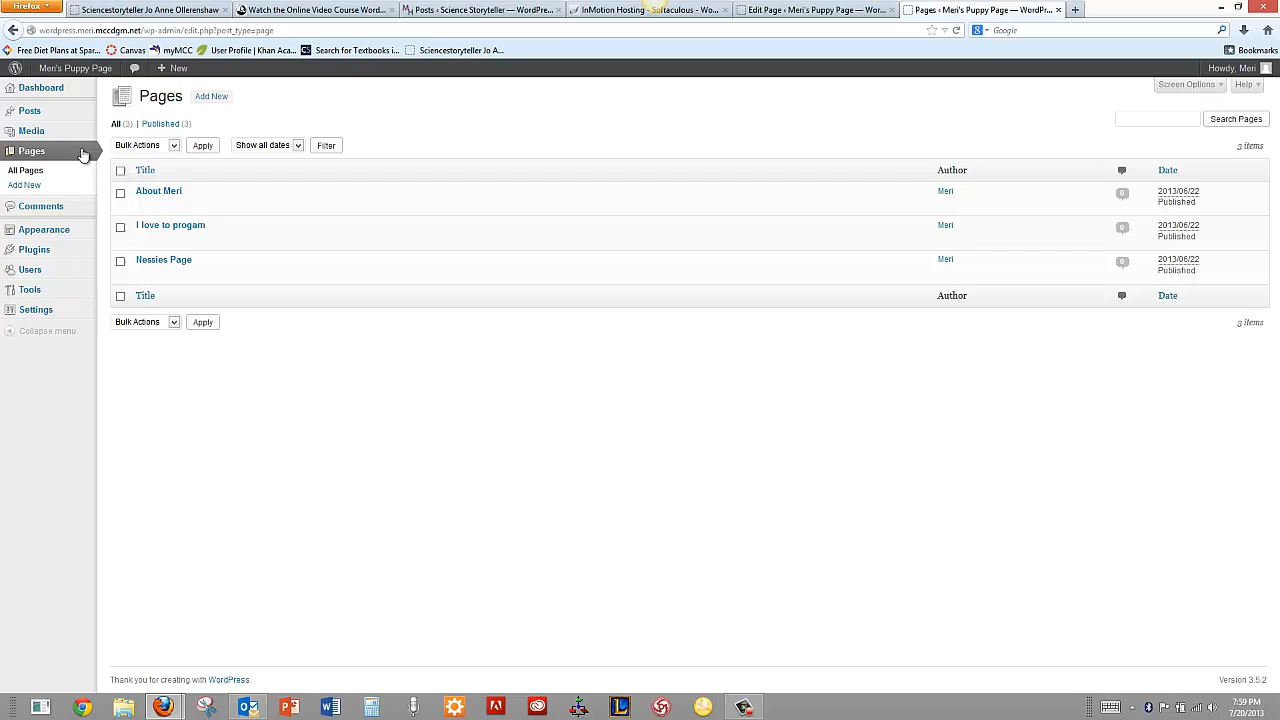 Firefox
Sciencestoryteller Jo Anne Ollerenshaw
Watch the Online Video Course Word...
Posts ‹ Science Storyteller — WordPre...
InMotion Hosting - Softaculous - Wo...
Edit Page ‹ Meri's Puppy Page — Wor...
Pages ‹ Meri's Puppy Page — WordPr...
wordpress.meri.mccdgm.net/wp-admin/edit.php?post_type=page
Google
Free Diet Plans at Spar...
Canvas
myMCC
User Profile | Khan Aca...
Search for Textbooks i...
Sciencestoryteller Jo A...
Bookmarks
Meri's Puppy Page
+ New
Howdy, Meri
Dashboard
Posts
Media
Pages
All Pages
Add New
Comments
Appearance
Plugins
Users
Tools
Settings
Collapse menu
Pages Add New
Screen Options
Help
All (3) | Published (3)
Search Pages
Bulk Actions
Apply
Show all dates
Filter
3 items
Title Author Date
About Meri Meri 0 2013/06/22
Published
I love to progam Meri 0 2013/06/22
Published
Nessies Page Meri 0 2013/06/22
Published
Title Author Date
Bulk Actions
Apply
3 items
Thank you for creating with WordPress.
Version 3.5.2
7:59 PM
7/20/2013